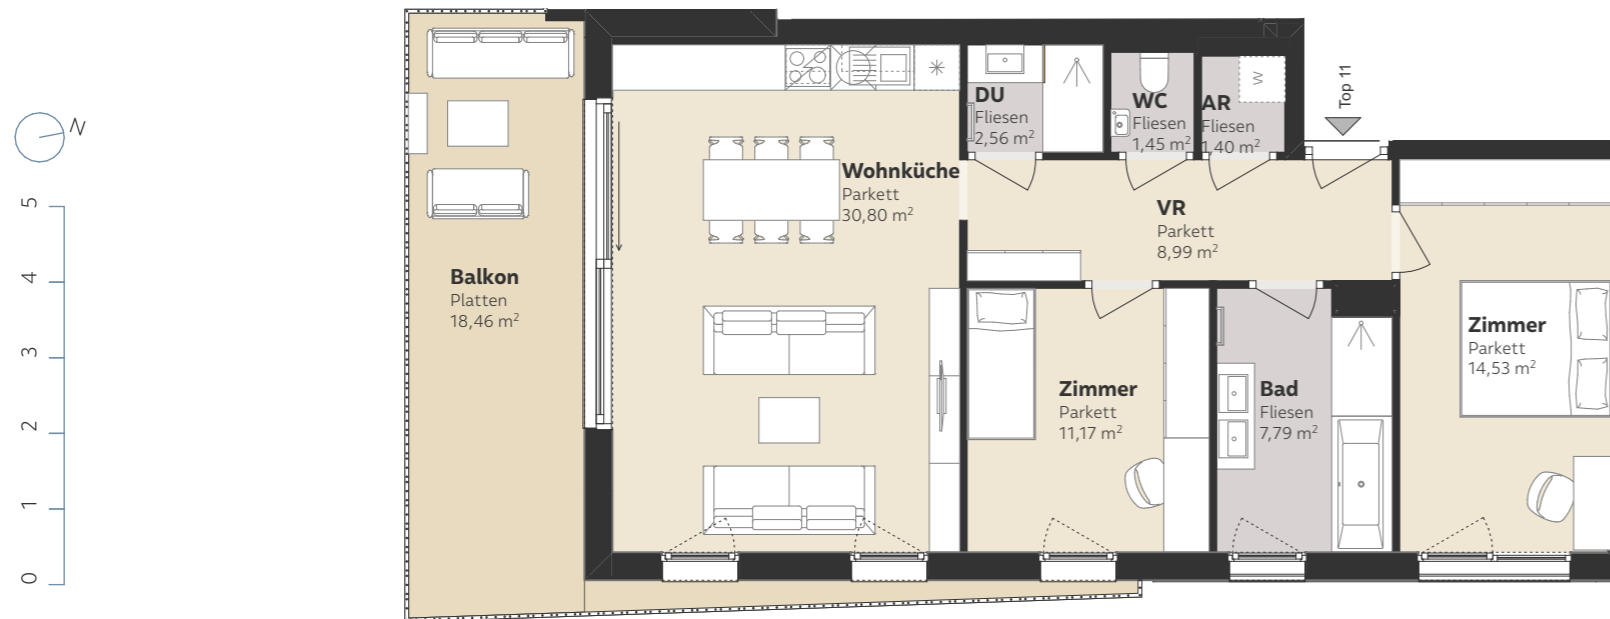 N
5
4
3
2
1
0
Balkon
Platten
18,46 m²
Wohnküche
Parkett
30,80 m²
DU
Fliesen
2,56 m²
WC
Fliesen
1,45 m²
AR
Fliesen
1,40 m²
W
Top 11
VR
Parkett
8,99 m²
Zimmer
Parkett
11,17 m²
Bad
Fliesen
7,79 m²
Zimmer
Parkett
14,53 m²